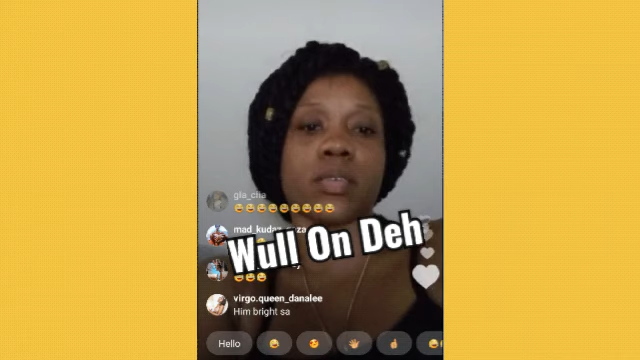 gla_cha
Wull On Deh
virgo.queen_danalee
Him bright sa
Hello